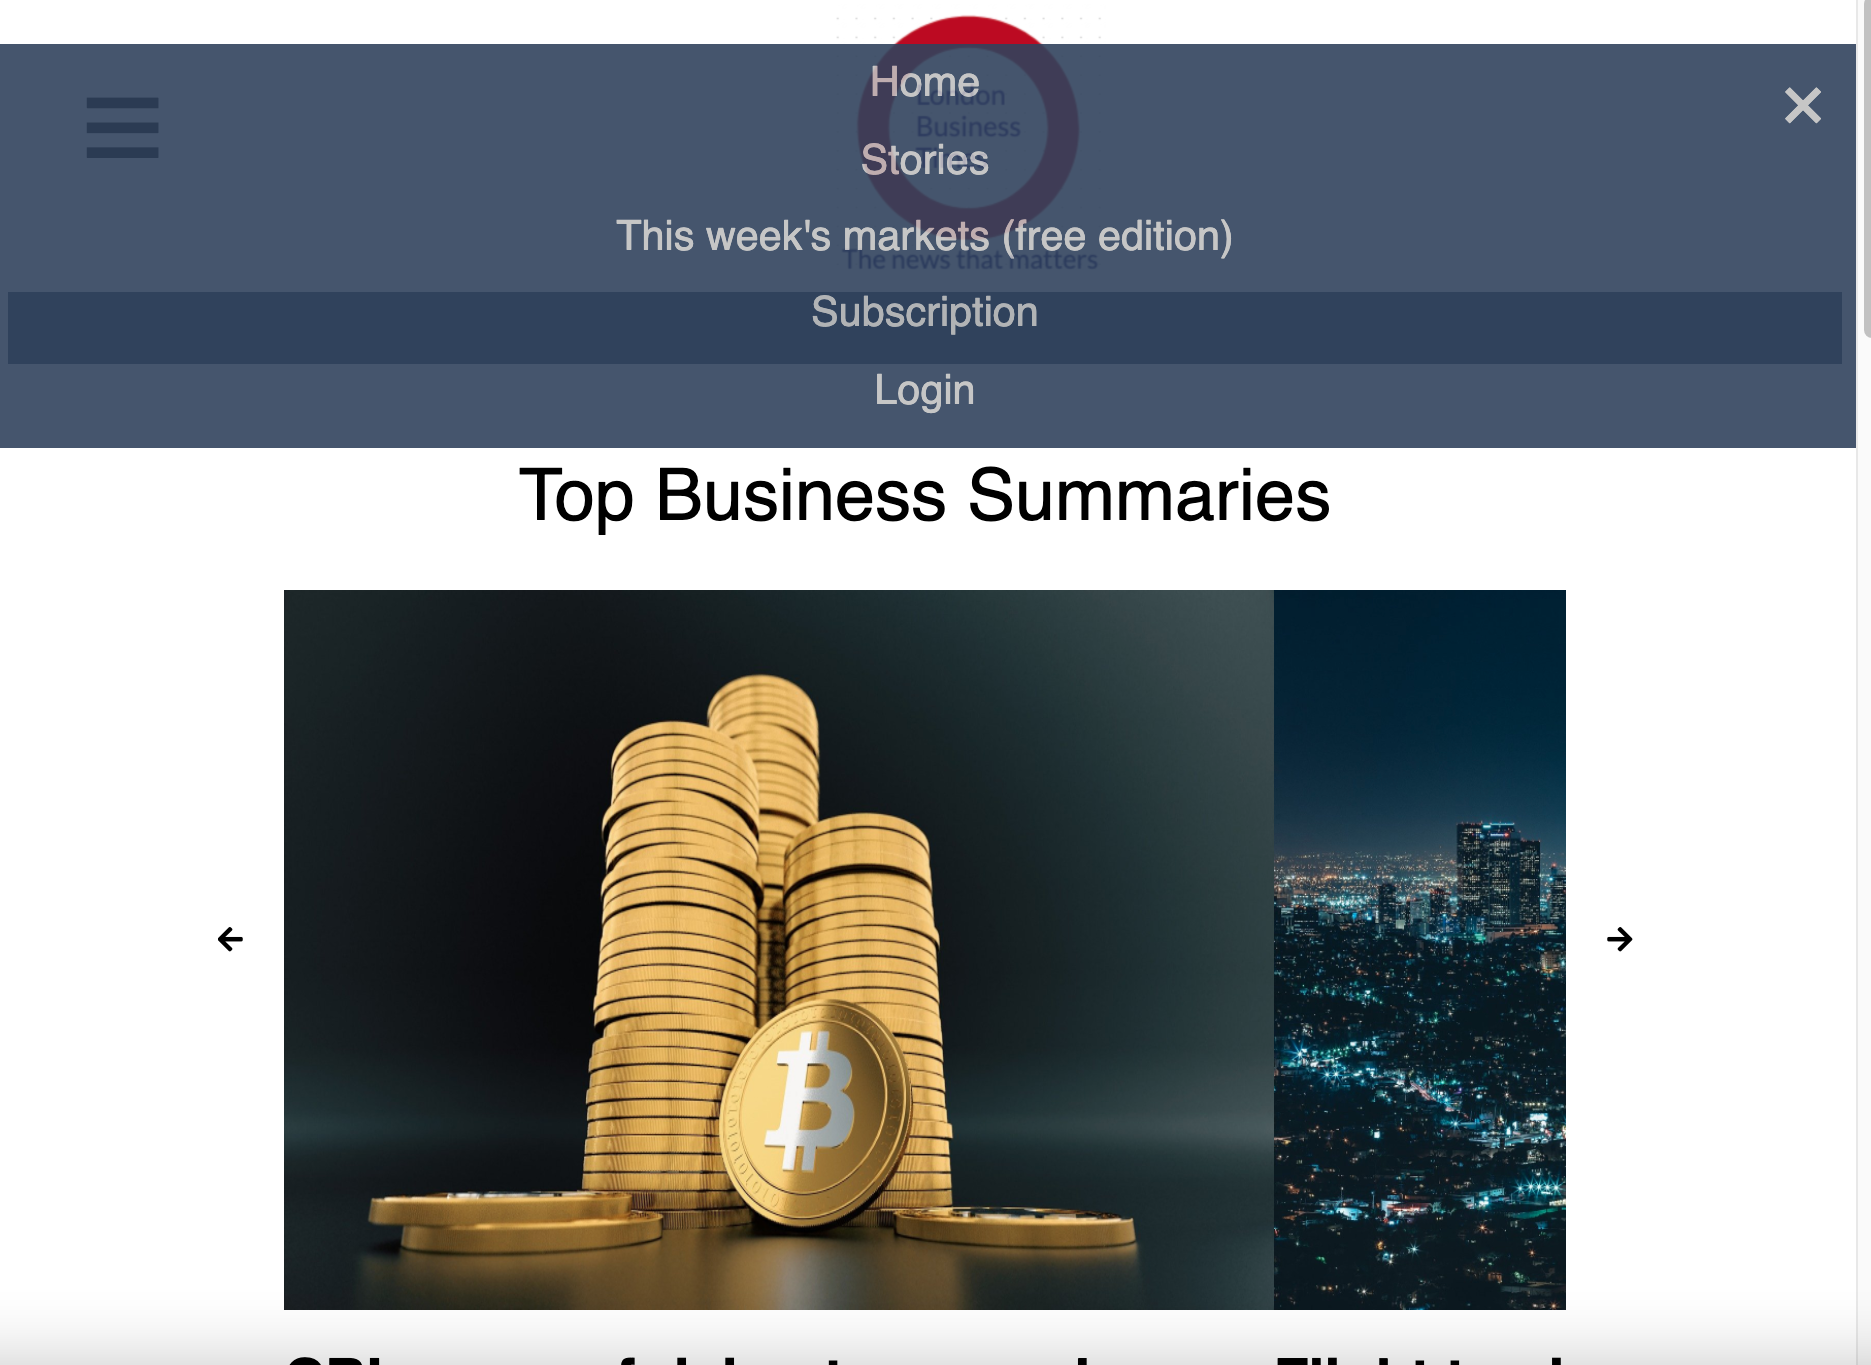 Home
London
Business
Stories
This week's markets (free edition)
The news that matters
Subscription
Login
Top Business Summaries